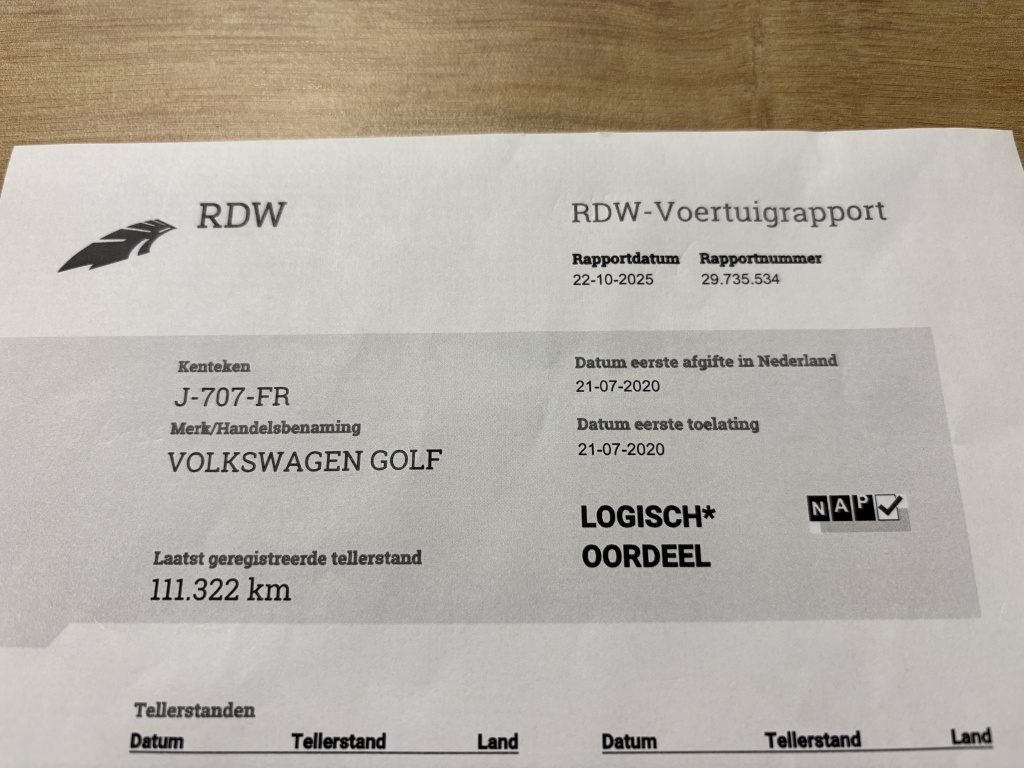 RDW
RDW-Voertuigrapport
Rapportdatum Rapportnummer
22-10-2025 29.735.534
Kenteken
J-707-FR
Merk/Handelsbenaming
VOLKSWAGEN GOLF
Laatst geregistreerde tellerstand
111.322 km
Datum eerste afgifte in Nederland
21-07-2020
Datum eerste toelating
21-07-2020
LOGISCH*
OORDEEL
NAP
Tellerstanden
Datum Tellerstand Land Datum Tellerstand Land